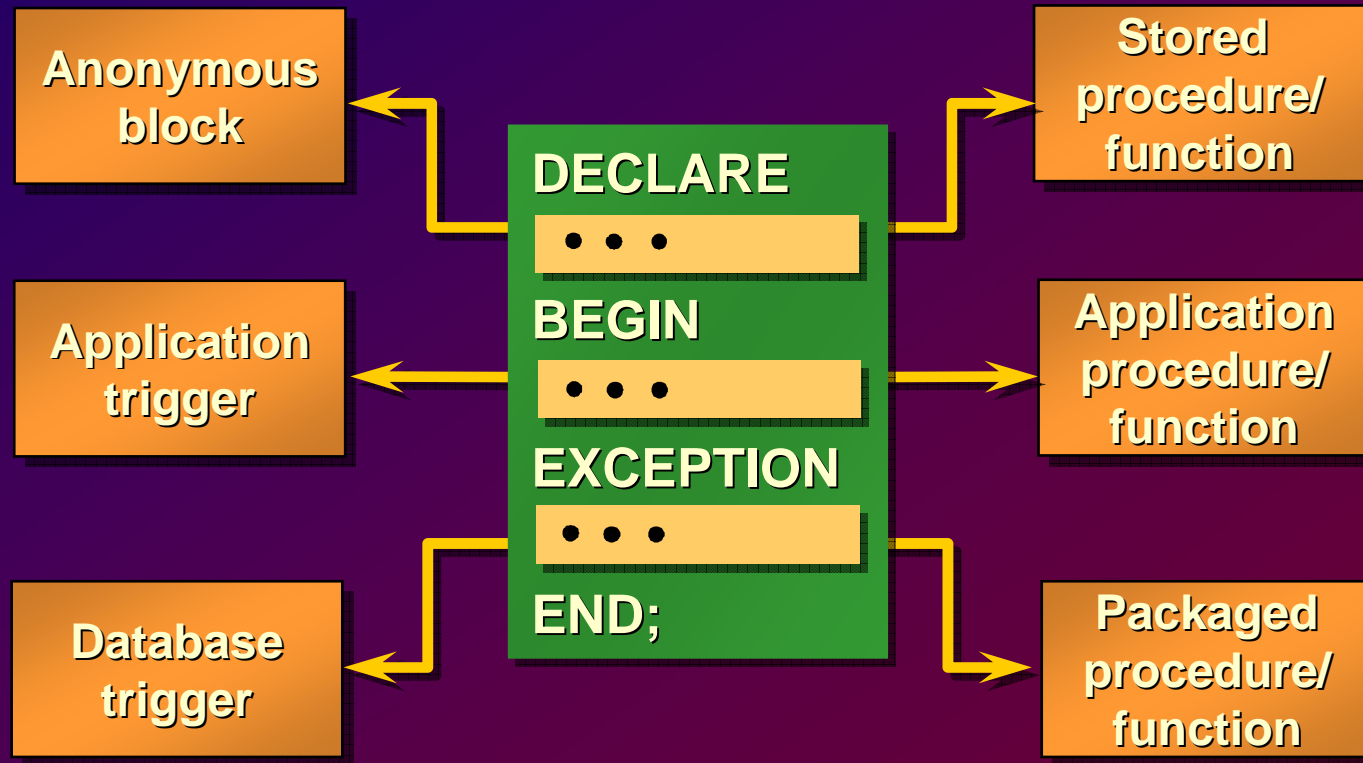 Anonymous
block
Application
trigger
Database
trigger
DECLARE
• • •
BEGIN
• • •
EXCEPTION
• • •
END;
Stored
procedure/
function
Application
procedure/
function
Packaged
procedure/
function